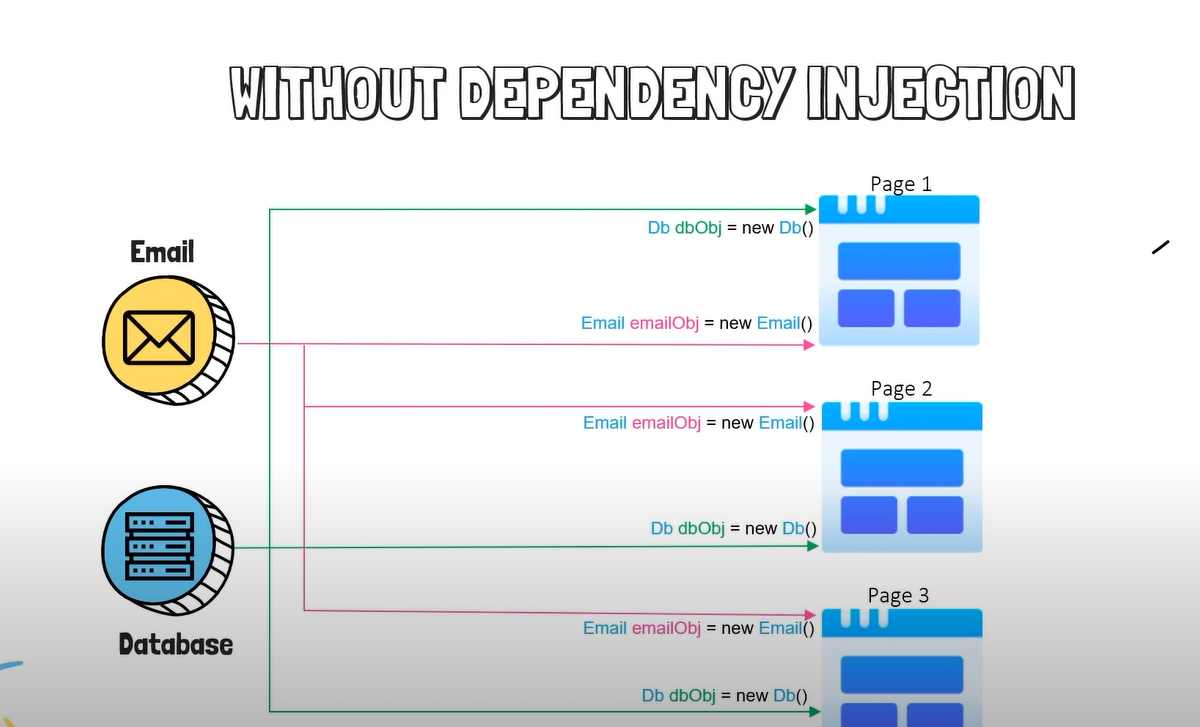 WITHOUT DEPENDENCY INJECTION
Page 1
Db dbObj = new Db()
Email
Email emailObj = new Email()
Page 2
Email emailObj = new Email()
Db dbObj = new Db()
Page 3
Email emailObj = new Email()
Database
Db dbObj = new Db()